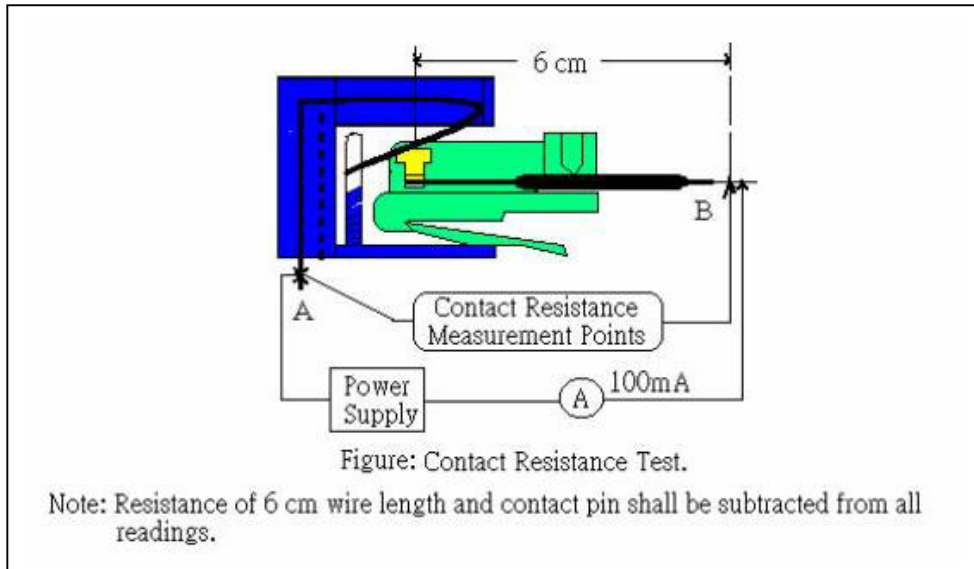 6 cm
B
A
Contact Resistance
Measurement Points
Power
Supply
A
100mA
Figure: Contact Resistance Test.
Note: Resistance of 6 cm wire length and contact pin shall be subtracted from all
readings.